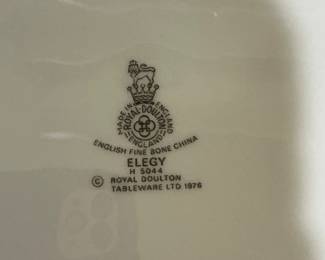 MADE IN ENGLAND
ROYAL DOULTON
ENGLAND
ENGLISH FINE BONE CHINA
ELEGY
H 5044
© ROYAL DOULTON
TABLEWARE LTD 1976